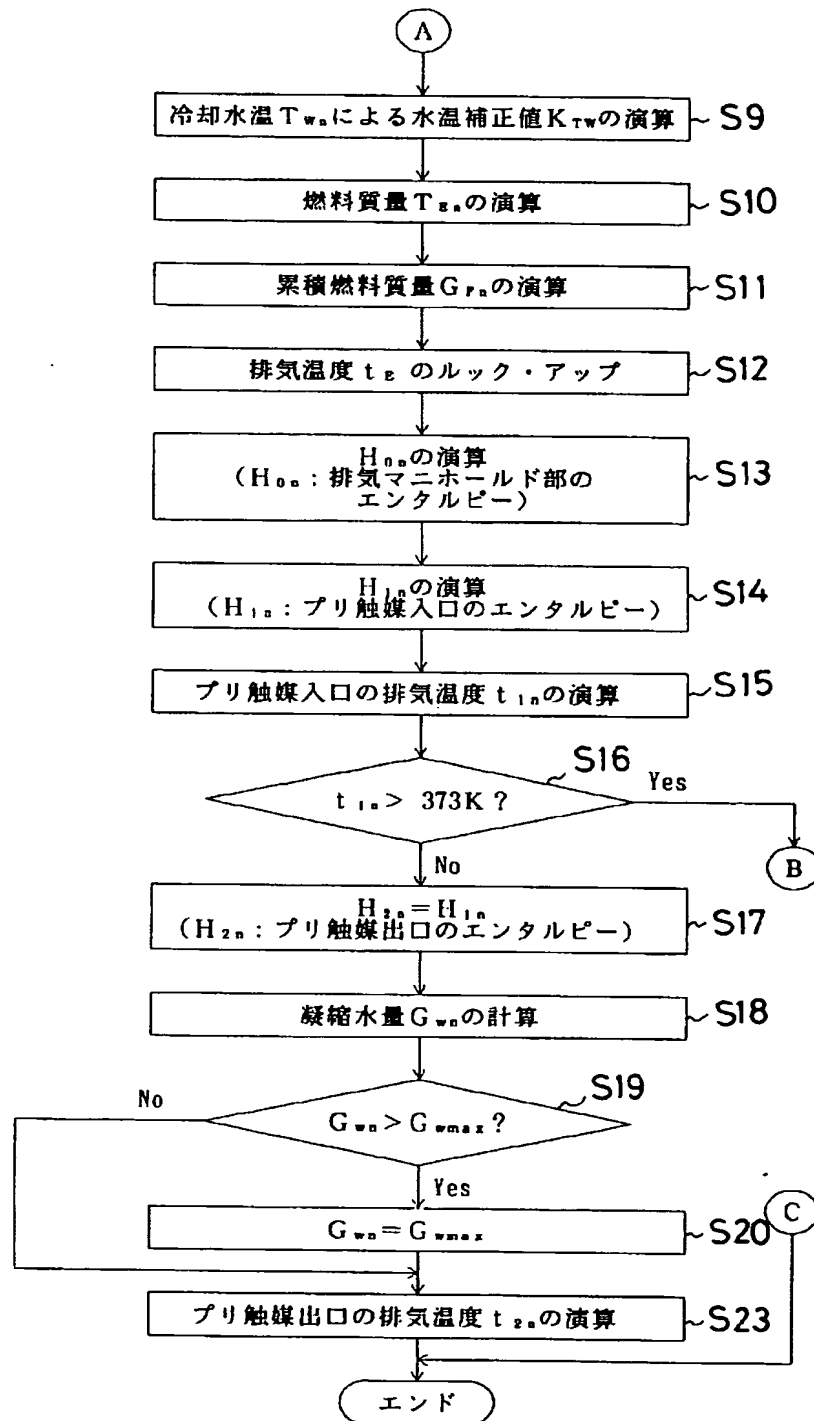 A
冷却水温Twnによる水温補正値KTWの演算
S9
燃料質量TEnの演算
S10
累積燃料質量GFnの演算
S11
排気温度tEのルック・アップ
S12
H0nの演算
(H0n:排気マニホールド部の
エンタルピー)
S13
H1nの演算
(H1n:プリ触媒入口のエンタルピー)
S14
プリ触媒入口の排気温度t1nの演算
S15
S16
t1n> 373K?
Yes
B
No
H2n=H1n
(H2n:プリ触媒出口のエンタルピー)
S17
凝縮水量Gwnの計算
S18
S19
No
Gwn>Gwmax?
Yes
C
Gwn=Gwmax
S20
プリ触媒出口の排気温度t2nの演算
S23
エンド